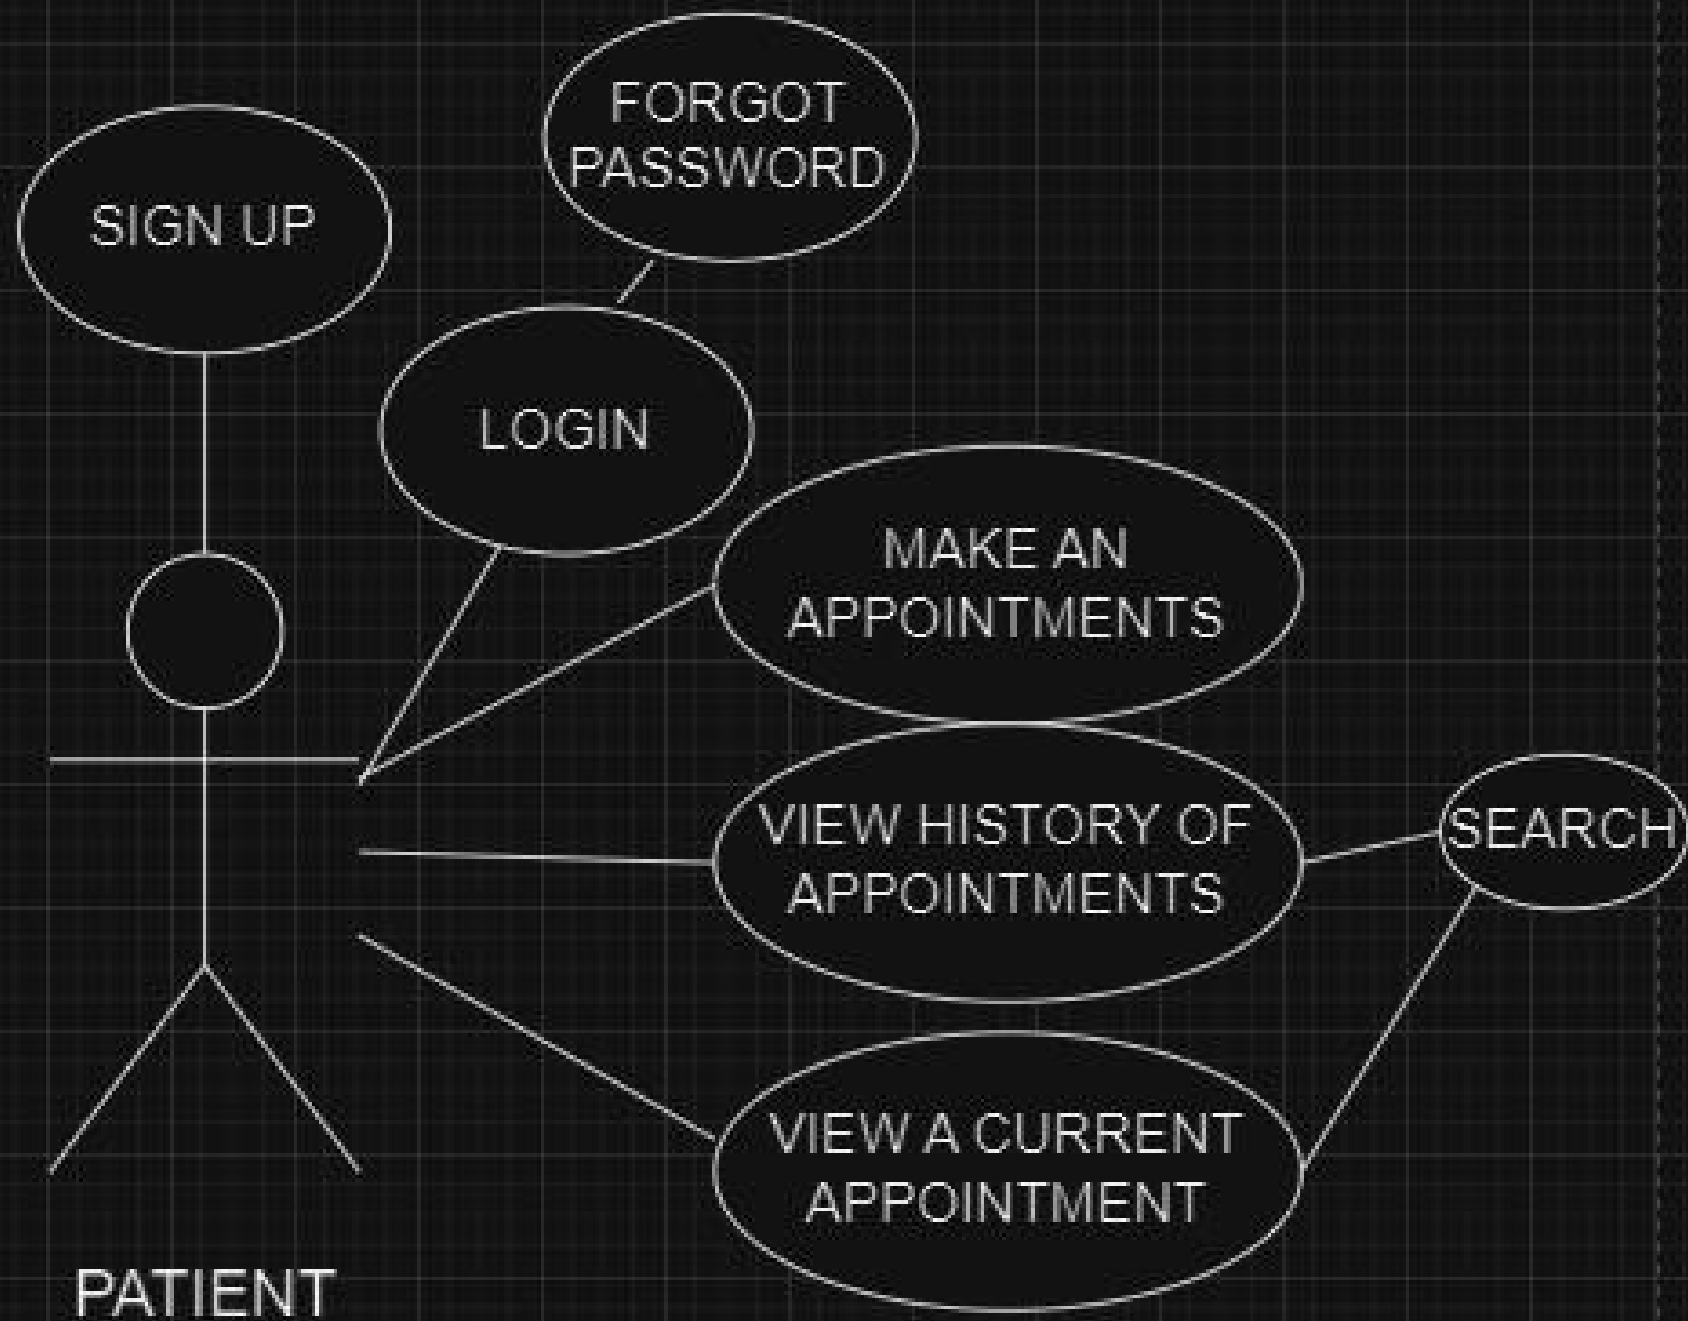 FORGOT
PASSWORD
SIGN UP
LOGIN
MAKE AN
APPOINTMENTS
VIEW HISTORY OF
APPOINTMENTS
SEARCH
VIEW A CURRENT
APPOINTMENT
PATIENT